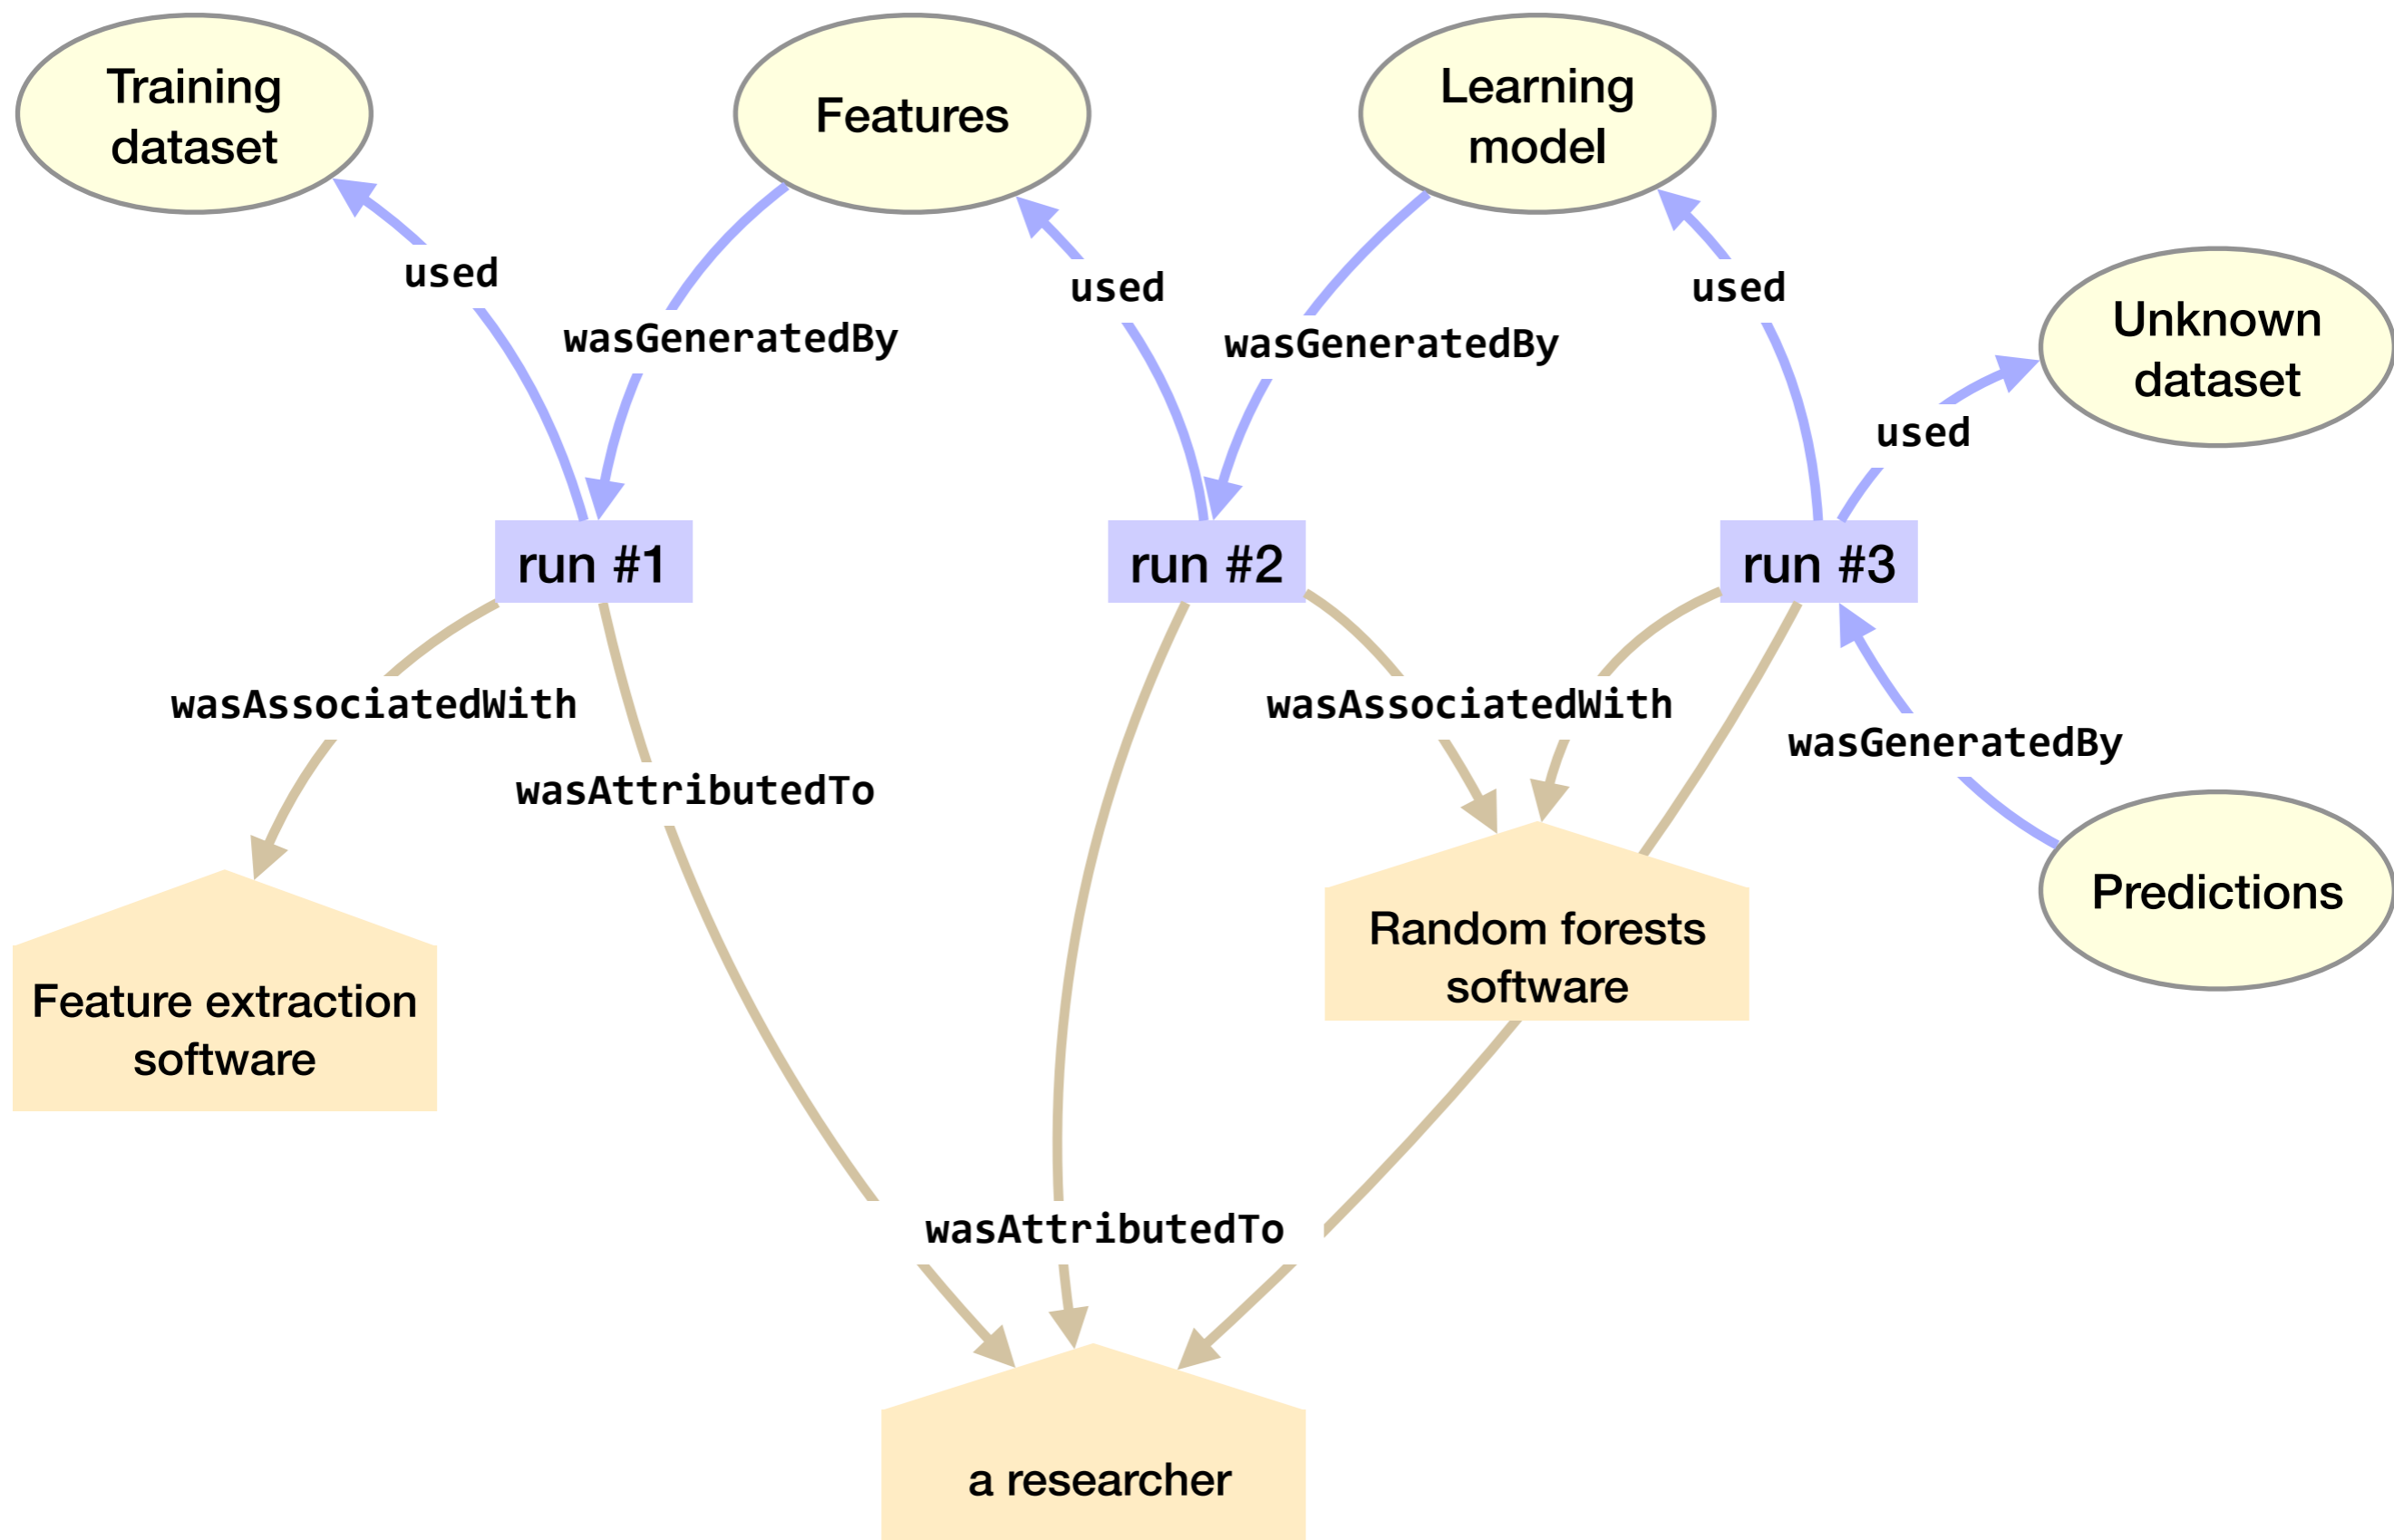 Training
dataset
Features
Learning
model
Unknown
dataset
used
wasGeneratedBy
used
wasGeneratedBy
used
used
run #1
run #2
run #3
wasAssociatedWith
wasAttributedTo
wasAssociatedWith
wasGeneratedBy
Predictions
Feature extraction
software
Random forests
software
wasAttributedTo
a researcher